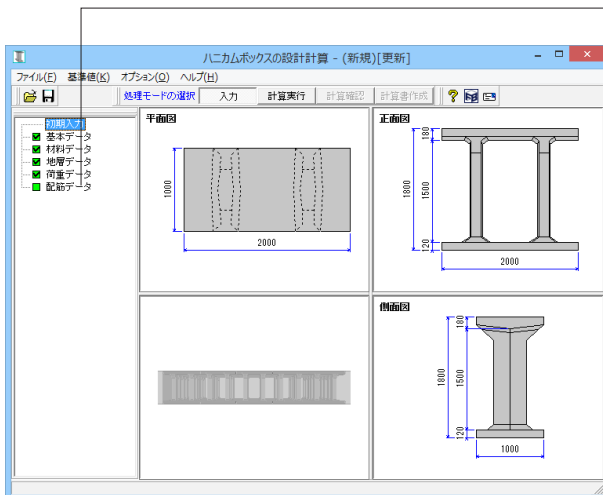 ハニカムボックスの設計計算 - (新規)[更新]
ファイル(F) 基準値(K) オプション(O) ヘルプ(H)
処理モードの選択 入力 計算実行 計算確認 計算書作成
初期入力
基本データ
材料データ
地層データ
荷重データ
配筋データ
平面図
1000
2000
正面図
180
1800
1500
120
2000
側面図
180
1800
1500
120
1000